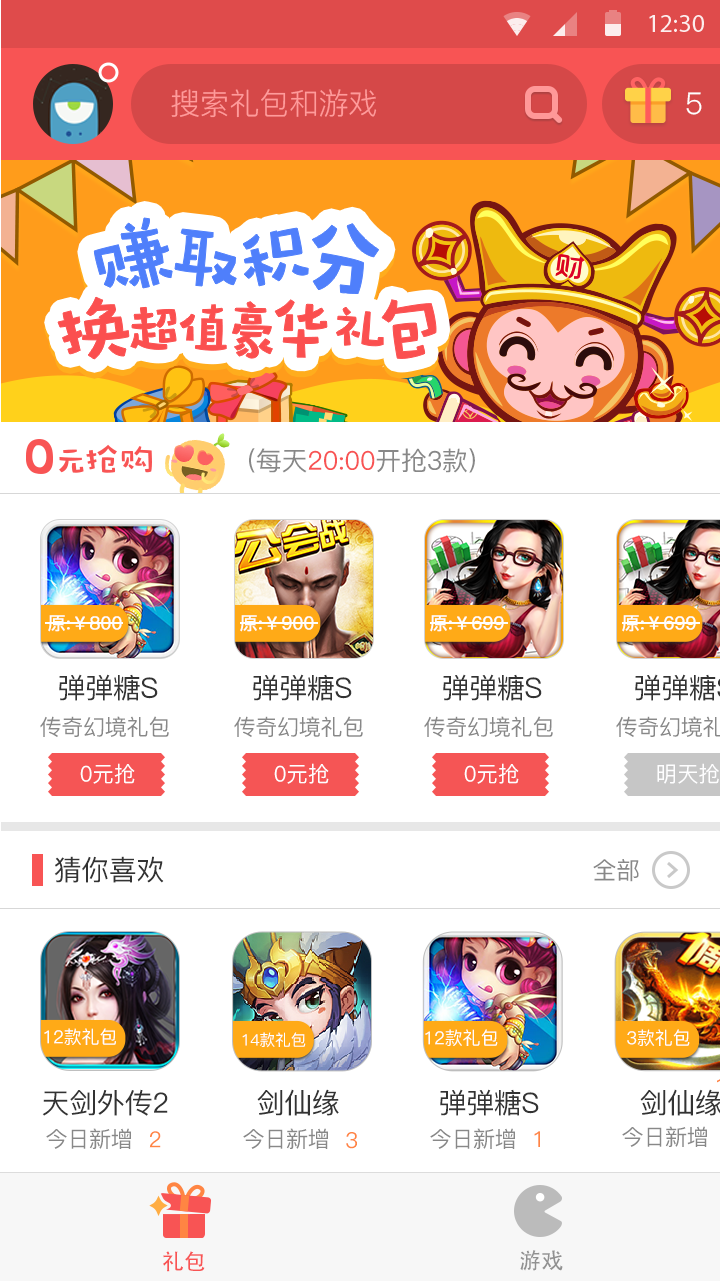 12:30
搜索礼包和游戏
5
赚取积分
换超值豪华礼包
财
0元抢购
(每天20:00开抢3款)
公会战
原:￥800
原:￥900
原:￥699
原:￥699
弹弹糖S
弹弹糖S
弹弹糖S
弹弹糖S
传奇幻境礼包
传奇幻境礼包
传奇幻境礼包
传奇幻境礼
0元抢
0元抢
0元抢
明天抢
猜你喜欢
全部
12款礼包
14款礼包
12款礼包
3款礼包
天剑外传2
剑仙缘
弹弹糖S
剑仙缘
今日新增 2
今日新增 3
今日新增 1
今日新增
礼包
游戏